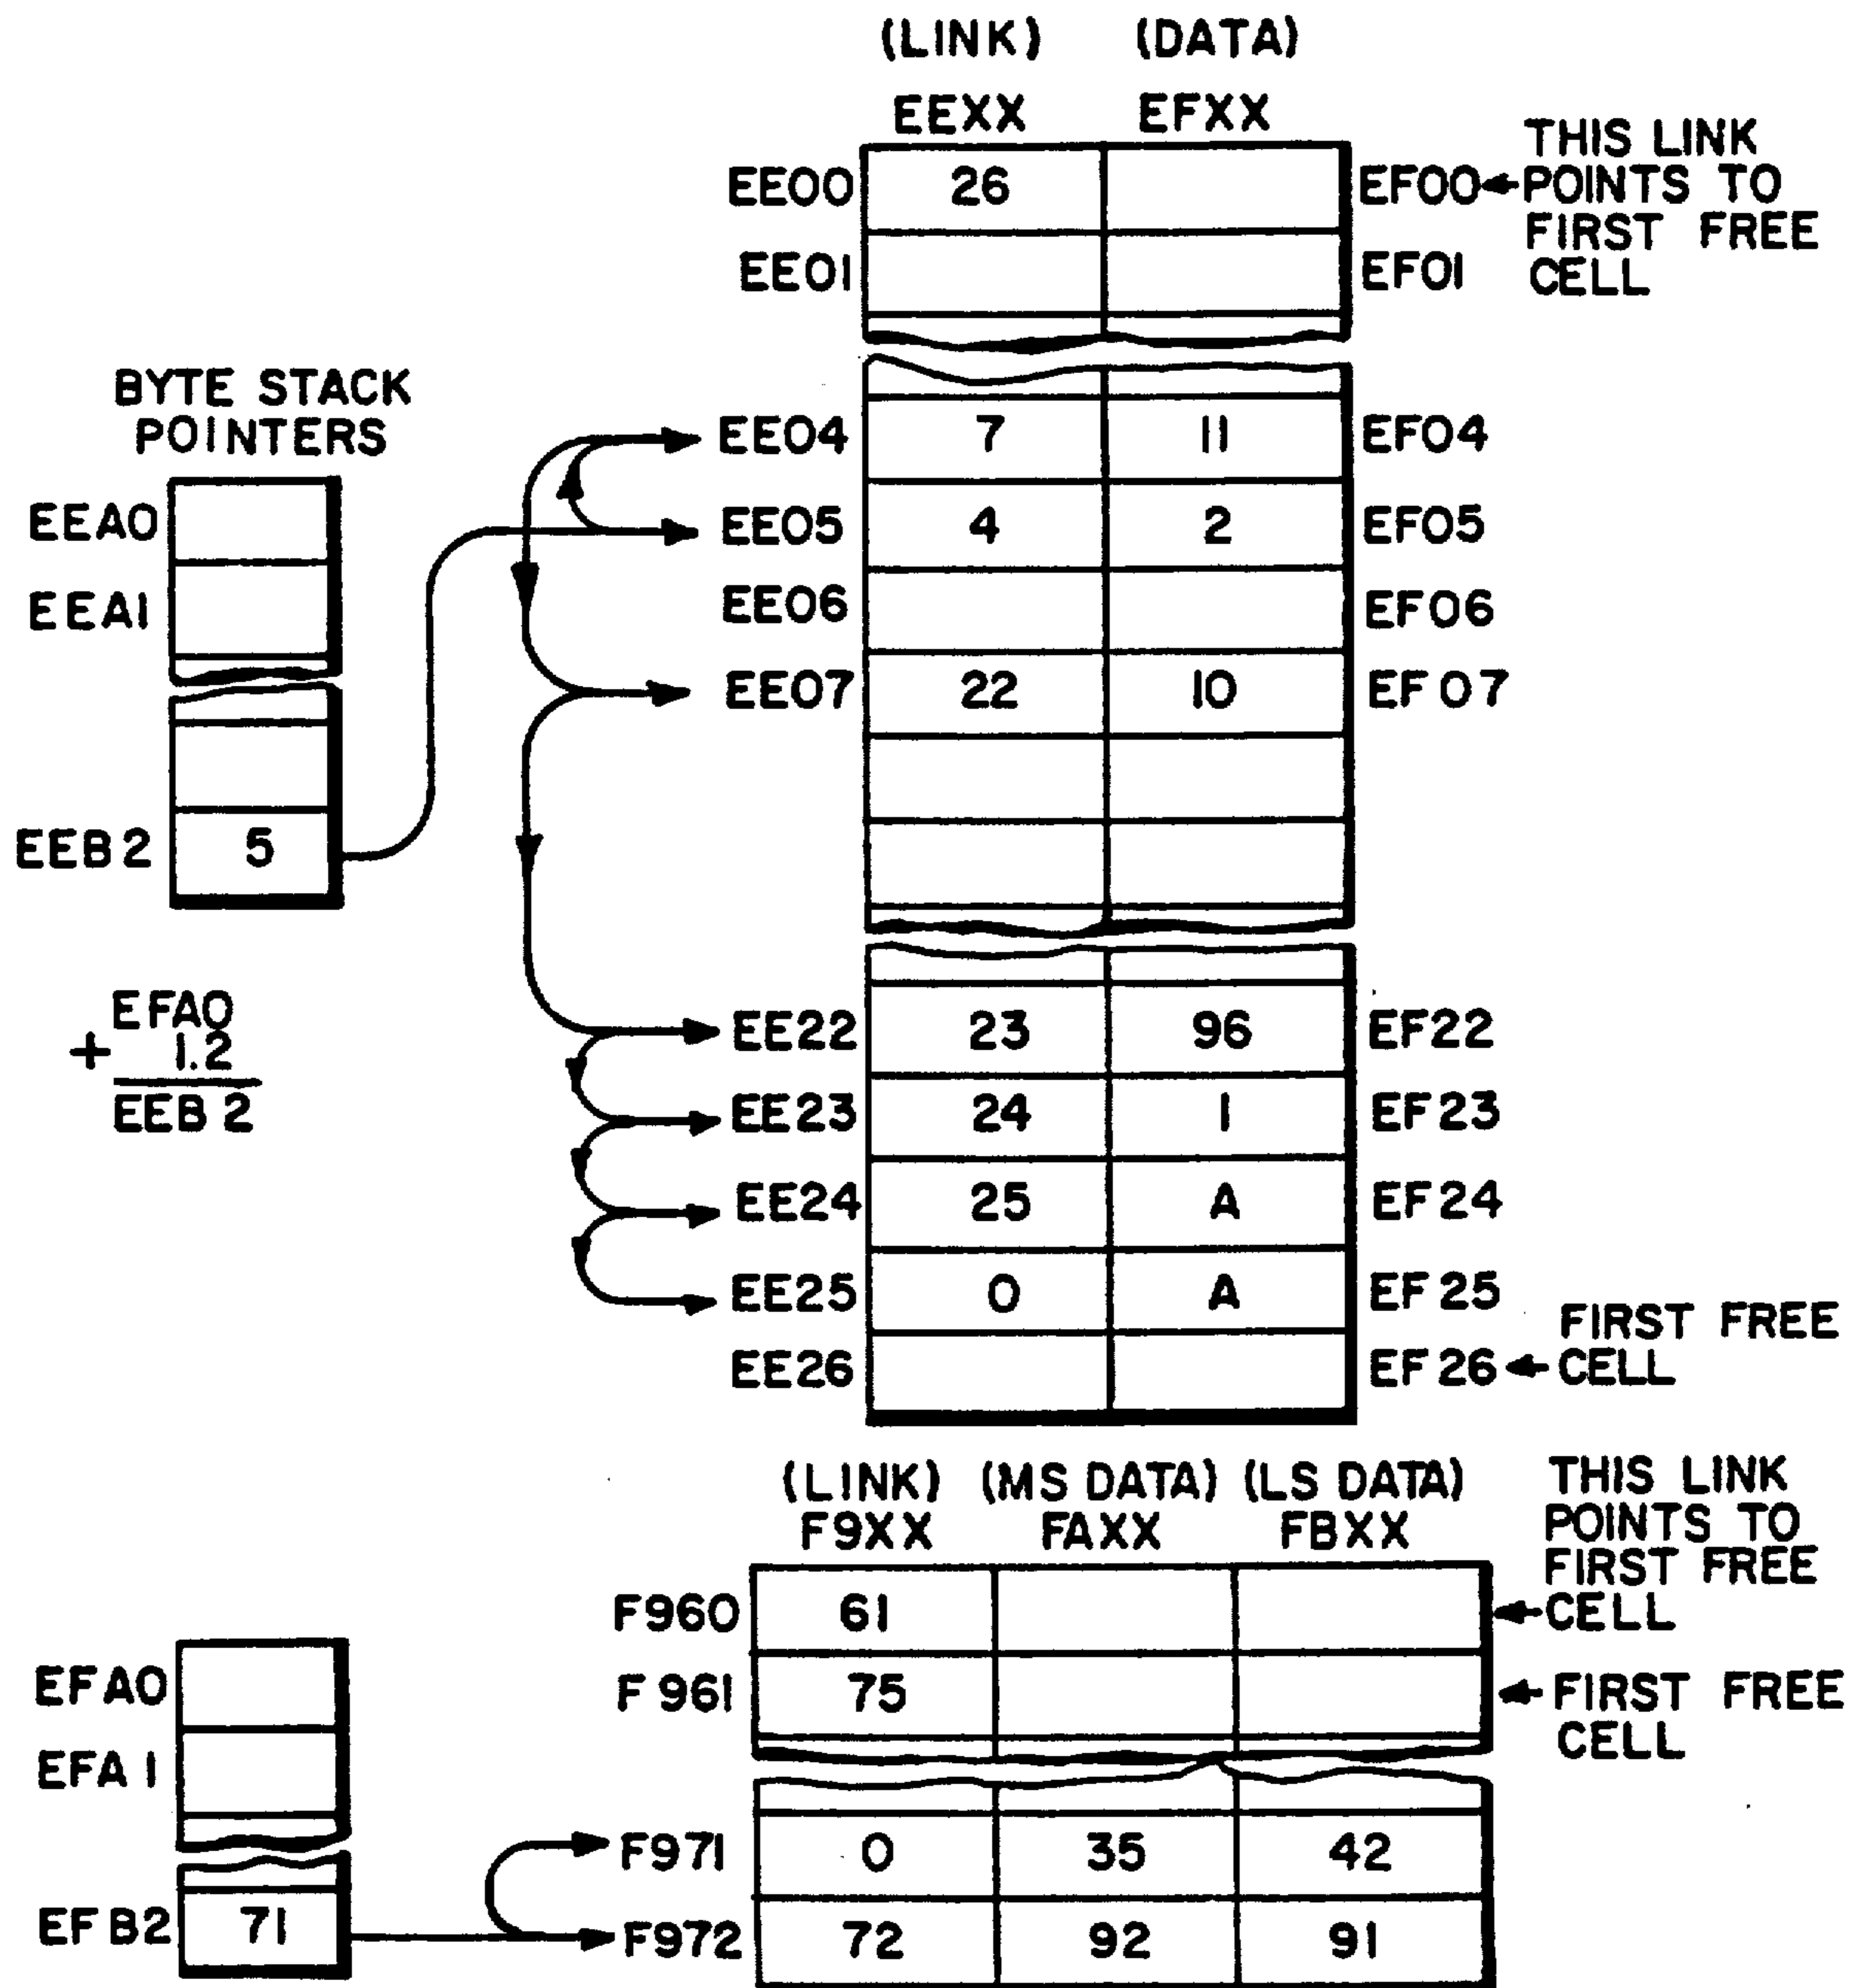 (LINK) (DATA)
EEXX EFXX
EE00 26 EF00 THIS LINK
POINTS TO
FIRST FREE
CELL
EE01 EF01
BYTE STACK
POINTERS
EEA0
EEA1
EEB2 5
EE04 7 11 EF04
EE05 4 2 EF05
EE06 EF06
EE07 22 10 EF07
EFA0
+ 1.2
EEB2
EE22 23 96 EF22
EE23 24 1 EF23
EE24 25 A EF24
EE25 0 A EF25
EE26 EF26 FIRST FREE
CELL
(LINK) (MS DATA) (LS DATA)
F9XX FAXX FBXX
THIS LINK
POINTS TO
FIRST FREE
CELL
F960 61
F961 75 FIRST FREE
CELL
EFA0
EFA1
EFB2 71
F971 0 35 42
F972 72 92 91